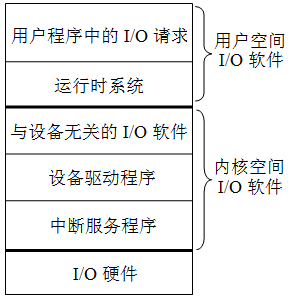 用户程序中的 I/O 请求
运行时系统
用户空间
I/O 软件
与设备无关的 I/O 软件
设备驱动程序
中断服务程序
内核空间
I/O 软件
I/O 硬件